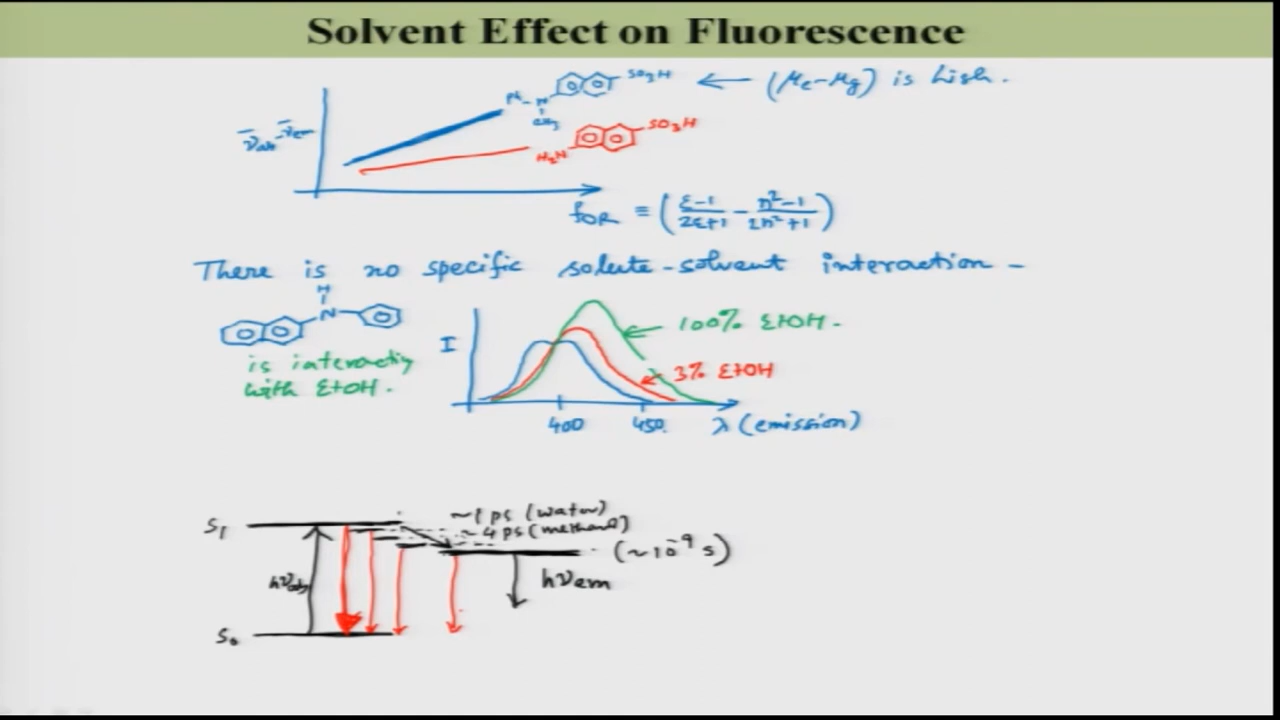 Solvent Effect on Fluorescence
SO3H ← (μe-μg) is high.
N
CH3
SO3H
H2N
fOR ≡ (ε-1/2ε+1 - n²-1/2n²+1)
There is no specific solute-solvent interaction -
H
N
is interacting
with EtOH.
I
100% EtOH.
3% EtOH
400 450. λ (emission)
S1
~1 ps (water)
~4 ps (methanol)
(~10⁻⁹ s)
hνabs
hνem
S0